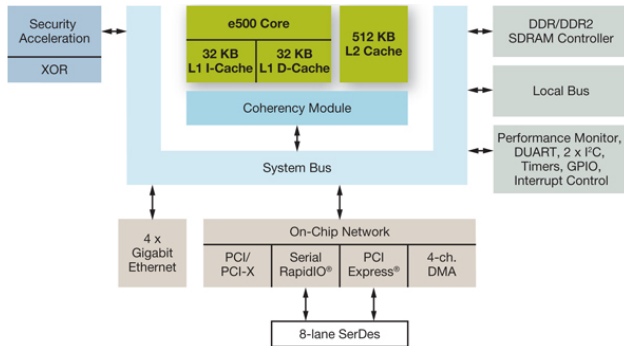 Security
Acceleration
XOR
e500 Core
32 KB
L1 I-Cache
32 KB
L1 D-Cache
512 KB
L2 Cache
Coherency Module
System Bus
DDR/DDR2
SDRAM Controller
Local Bus
Performance Monitor,
DUART, 2 x I²C,
Timers, GPIO,
Interrupt Control
4 x
Gigabit
Ethernet
On-Chip Network
PCI/
PCI-X
Serial
RapidIO®
PCI
Express®
4-ch.
DMA
8-lane SerDes